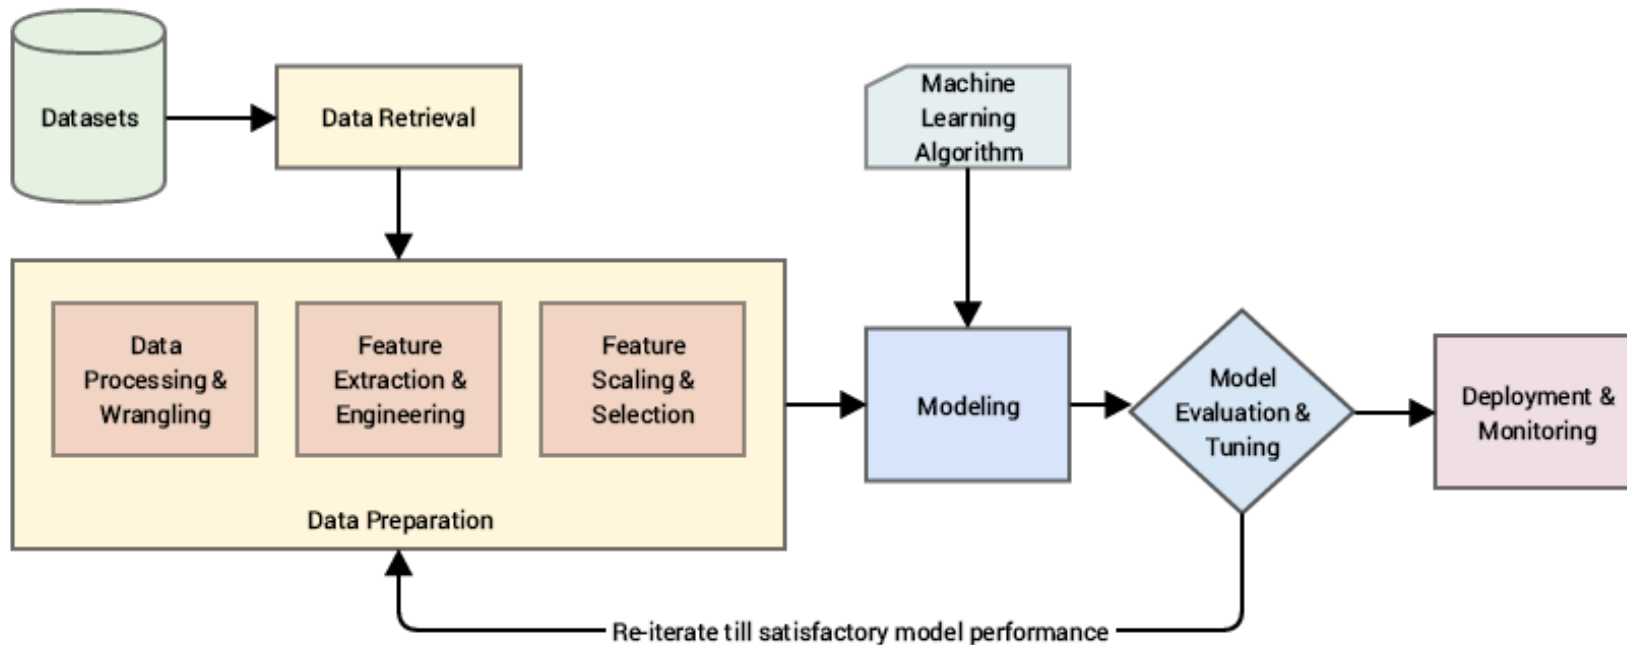 Datasets
Data Retrieval
Machine
Learning
Algorithm
Data
Processing &
Wrangling
Feature
Extraction &
Engineering
Feature
Scaling &
Selection
Data Preparation
Modeling
Model
Evaluation &
Tuning
Deployment &
Monitoring
Re-iterate till satisfactory model performance